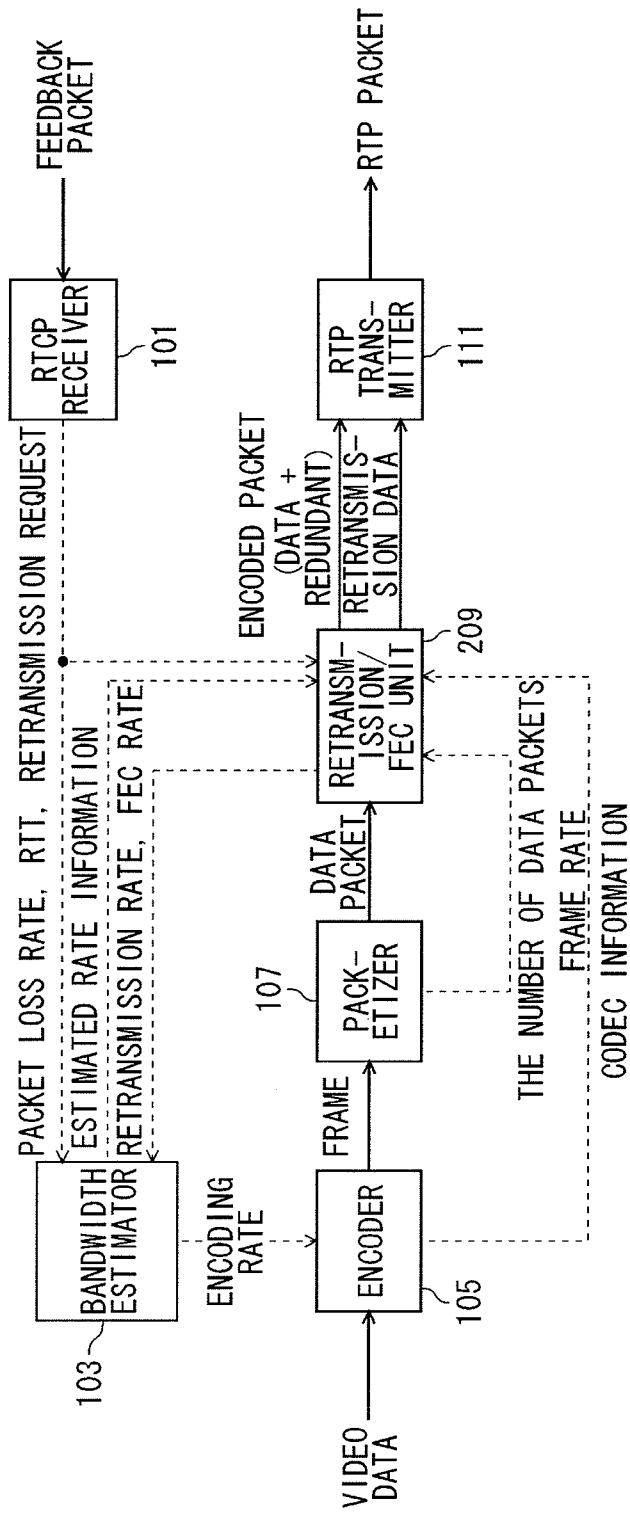 FEEDBACK
PACKET
RTCP
RECEIVER
101
PACKET LOSS RATE, RTT, RETRANSMISSION REQUEST
ESTIMATED RATE INFORMATION
RETRANSMISSION RATE, FEC RATE
BANDWIDTH
ESTIMATOR
103
ENCODING
RATE
VIDEO
DATA
ENCODER
105
FRAME
PACK-
ETIZER
107
DATA
PACKET
RETRANSM-
ISSION/
FEC UNIT
209
ENCODED PACKET
(DATA +
REDUNDANT)
RETRANSMIS-
SION DATA
RTP
TRANS-
MITTER
111
RTP PACKET
THE NUMBER OF DATA PACKETS
FRAME RATE
CODEC INFORMATION